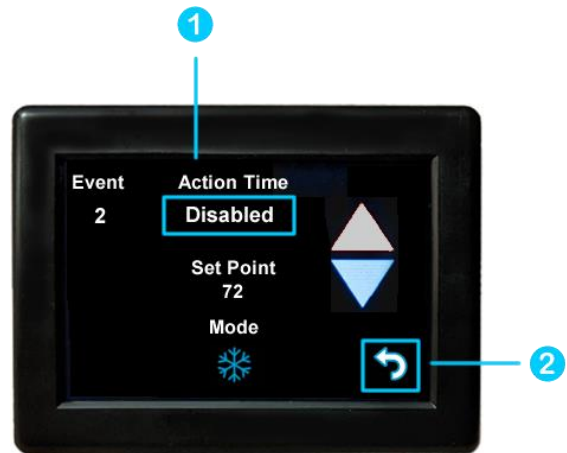 1
Event
Action Time
2
Disabled
Set Point
72
Mode
2